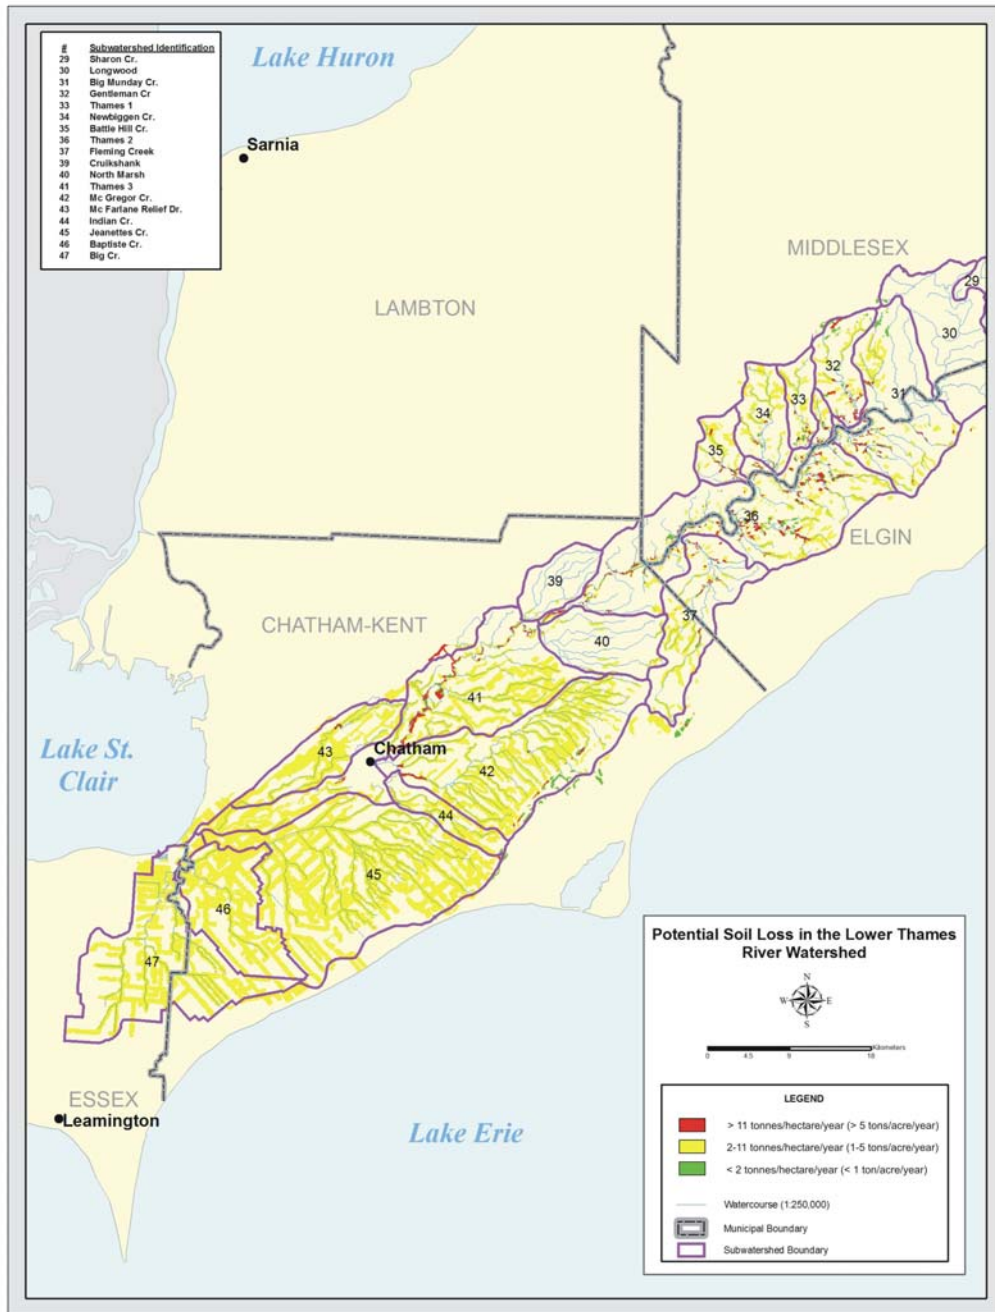 # Subwatershed Identification
29 Sharon Cr.
30 Longwood
31 Big Munday Cr.
32 Gentleman Cr
33 Thames 1
34 Newbiggen Cr.
35 Battle Hill Cr.
36 Thames 2
37 Fleming Creek
39 Cruikshank
40 North Marsh
41 Thames 3
42 Mc Gregor Cr.
43 Mc Farlane Relief Dr.
44 Indian Cr.
45 Jeanettes Cr.
46 Baptiste Cr.
47 Big Cr.
Lake Huron
Sarnia
MIDDLESEX
LAMBTON
29
30
32
31
33
34
35
36
ELGIN
39
37
CHATHAM-KENT
40
41
Lake St.
Clair
43
Chatham
42
44
45
46
47
ESSEX
Leamington
Lake Erie
Potential Soil Loss in the Lower Thames
River Watershed
N
W E
S
Kilometers
0 4.5 9 18
LEGEND
> 11 tonnes/hectare/year (> 5 tons/acre/year)
2-11 tonnes/hectare/year (1-5 tons/acre/year)
< 2 tonnes/hectare/year (< 1 ton/acre/year)
Watercourse (1:250,000)
Municipal Boundary
Subwatershed Boundary